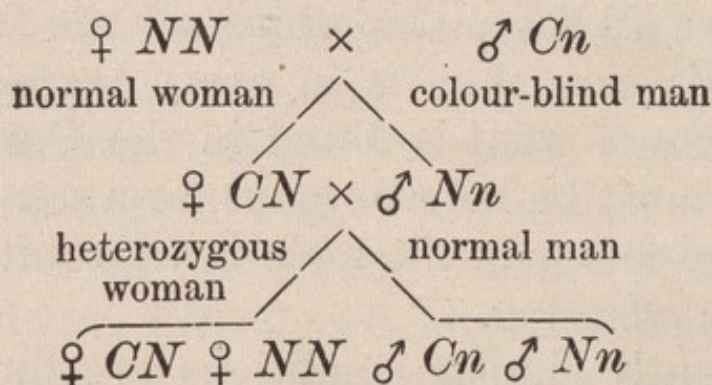 ♀ NN × ♂ Cn
normal woman colour-blind man
♀ CN × ♂ Nn
heterozygous normal man
woman
♀ CN ♀ NN ♂ Cn ♂ Nn